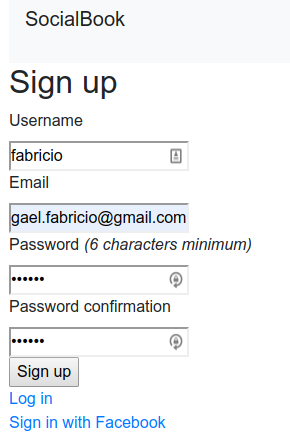 SocialBook
Sign up
Username
fabricio
Email
gael.fabricio@gmail.com
Password (6 characters minimum)
••••••
Password confirmation
••••••
Sign up
Log in
Sign in with Facebook